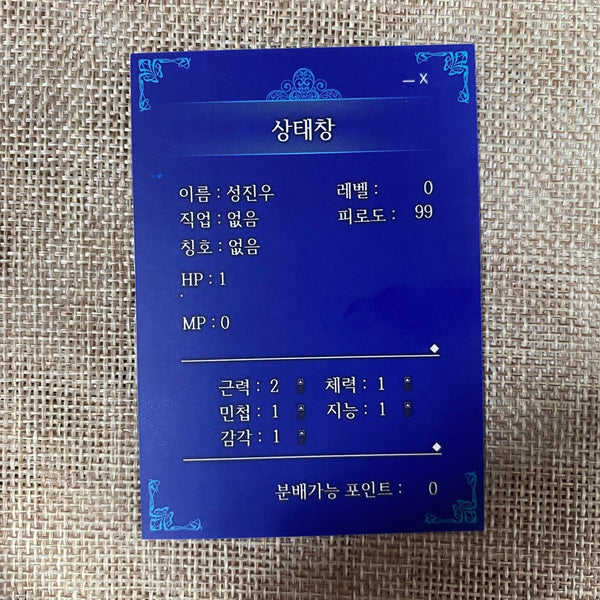 — X
상태창
이름 : 성진우 레벨 : 0
직업 : 없음 피로도 : 99
칭호 : 없음
HP : 1
MP : 0
근력 : 2 체력 : 1
민첩 : 1 지능 : 1
감각 : 1
분배가능 포인트 : 0